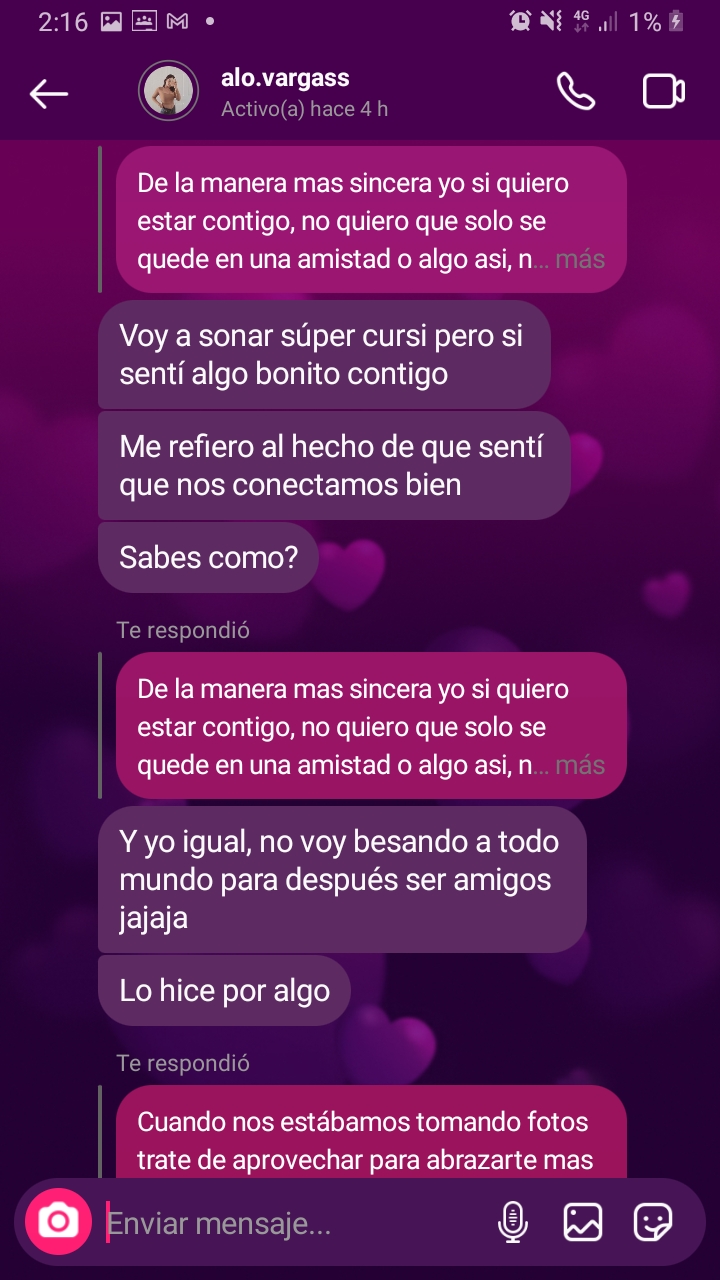 2:16
4G
1%
alo.vargass
Activo(a) hace 4 h
De la manera mas sincera yo si quiero
estar contigo, no quiero que solo se
quede en una amistad o algo asi, n... más
Voy a sonar súper cursi pero si
sentí algo bonito contigo
Me refiero al hecho de que sentí
que nos conectamos bien
Sabes como?
Te respondió
De la manera mas sincera yo si quiero
estar contigo, no quiero que solo se
quede en una amistad o algo asi, n... más
Y yo igual, no voy besando a todo
mundo para después ser amigos
jajaja
Lo hice por algo
Te respondió
Cuando nos estábamos tomando fotos
trate de aprovechar para abrazarte mas
Enviar mensaje...